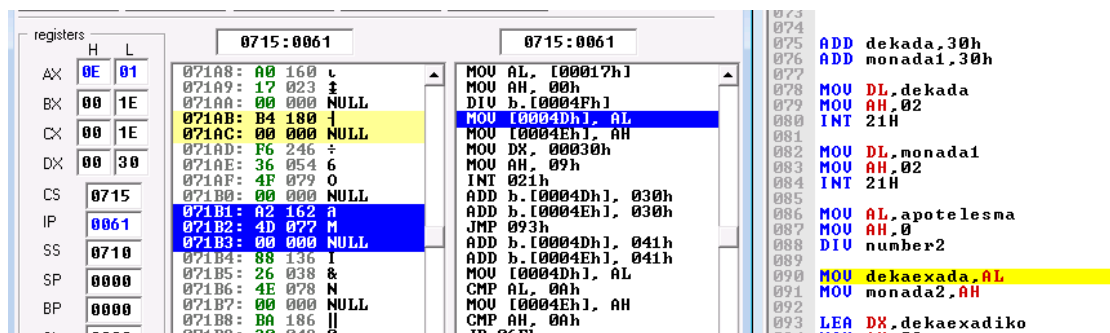 073
registers
H L
AX 0E 01
BX 00 1E
CX 00 1E
DX 00 30
CS 0715
IP 0061
SS 0710
SP 0000
BP 0000
0715:0061
071A8: A0 160
071A9: 17 023 ↨
071AA: 00 000 NULL
071AB: B4 180 ┤
071AC: 00 000 NULL
071AD: F6 246 ÷
071AE: 36 054 6
071AF: 4F 079 O
071B0: 00 000 NULL
071B1: A2 162
071B2: 4D 077 M
071B3: 00 000 NULL
071B4: 88 136
071B5: 26 038 &
071B6: 4E 078 N
071B7: 00 000 NULL
071B8: BA 186 ║
0715:0061
MOV AL, [00017h]
MOV AH, 00h
DIV b.[0004Fh]
MOV [0004Dh], AL
MOV [0004Eh], AH
MOV DX, 00030h
MOV AH, 09h
INT 021h
ADD b.[0004Dh], 030h
ADD b.[0004Eh], 030h
JMP 093h
ADD b.[0004Dh], 041h
ADD b.[0004Eh], 041h
MOV [0004Dh], AL
CMP AL, 0Ah
MOV [0004Eh], AH
CMP AH, 0Ah
074
075 ADD dekada,30h
076 ADD monada1,30h
077
078 MOV DL,dekada
079 MOV AH,02
080 INT 21H
081
082 MOV DL,monada1
083 MOV AH,02
084 INT 21H
085
086 MOV AL,apotelesma
087 MOV AH,0
088 DIV number2
089
090 MOV dekaexada,AL
091 MOV monada2,AH
092
093 LEA DX,dekaexadiko